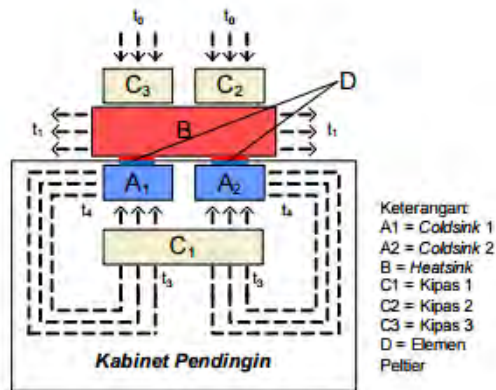 t0 t0
C3 C2
D
t1 B t1
A1 A2
t4 t4
C1
t3 t3
Kabinet Pendingin
Keterangan:
A1 = Coldsink 1
A2 = Coldsink 2
B = Heatsink
C1 = Kipas 1
C2 = Kipas 2
C3 = Kipas 3
D = Elemen
Peltier